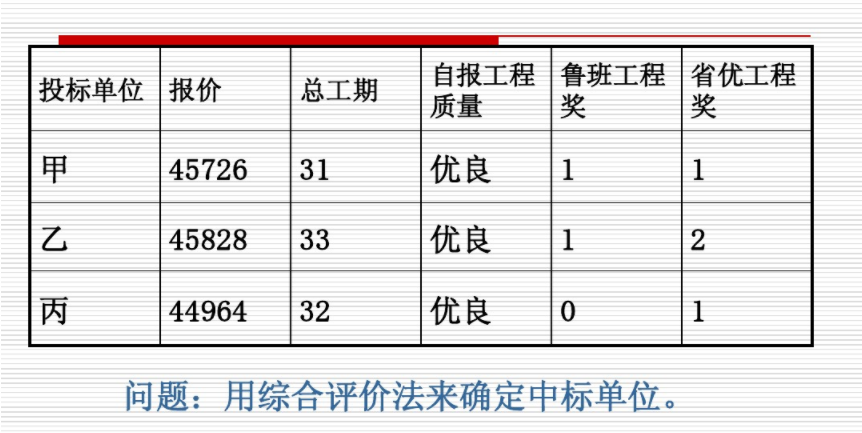 投标单位 报价 总工期 自报工程质量 鲁班工程奖 省优工程奖
甲 45726 31 优良 1 1
乙 45828 33 优良 1 2
丙 44964 32 优良 0 1
问题：用综合评价法来确定中标单位。